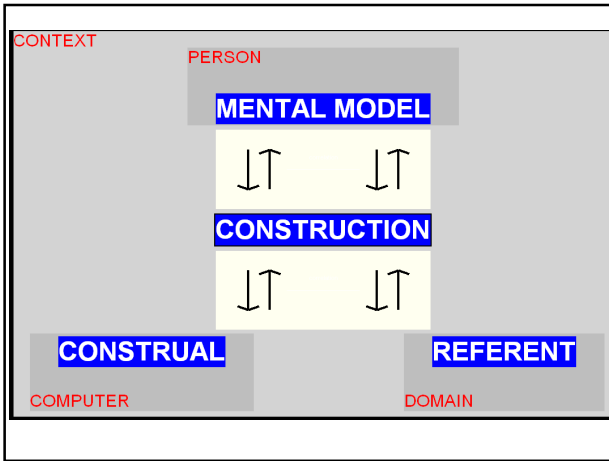 CONTEXT
PERSON
MENTAL MODEL
CONSTRUCTION
CONSTRUAL
REFERENT
COMPUTER
DOMAIN